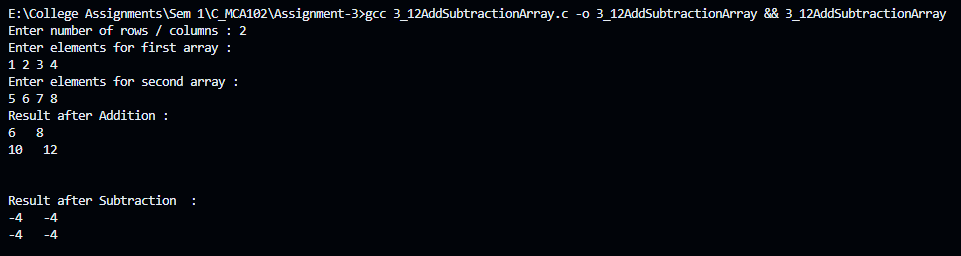 E:\College Assignments\Sem 1\C_MCA102\Assignment-3>gcc 3_12AddSubtractionArray.c -o 3_12AddSubtractionArray && 3_12AddSubtractionArray
Enter number of rows / columns : 2
Enter elements for first array :
1 2 3 4
Enter elements for second array :
5 6 7 8
Result after Addition :
6   8
10   12
Result after Subtraction  :
-4   -4
-4   -4